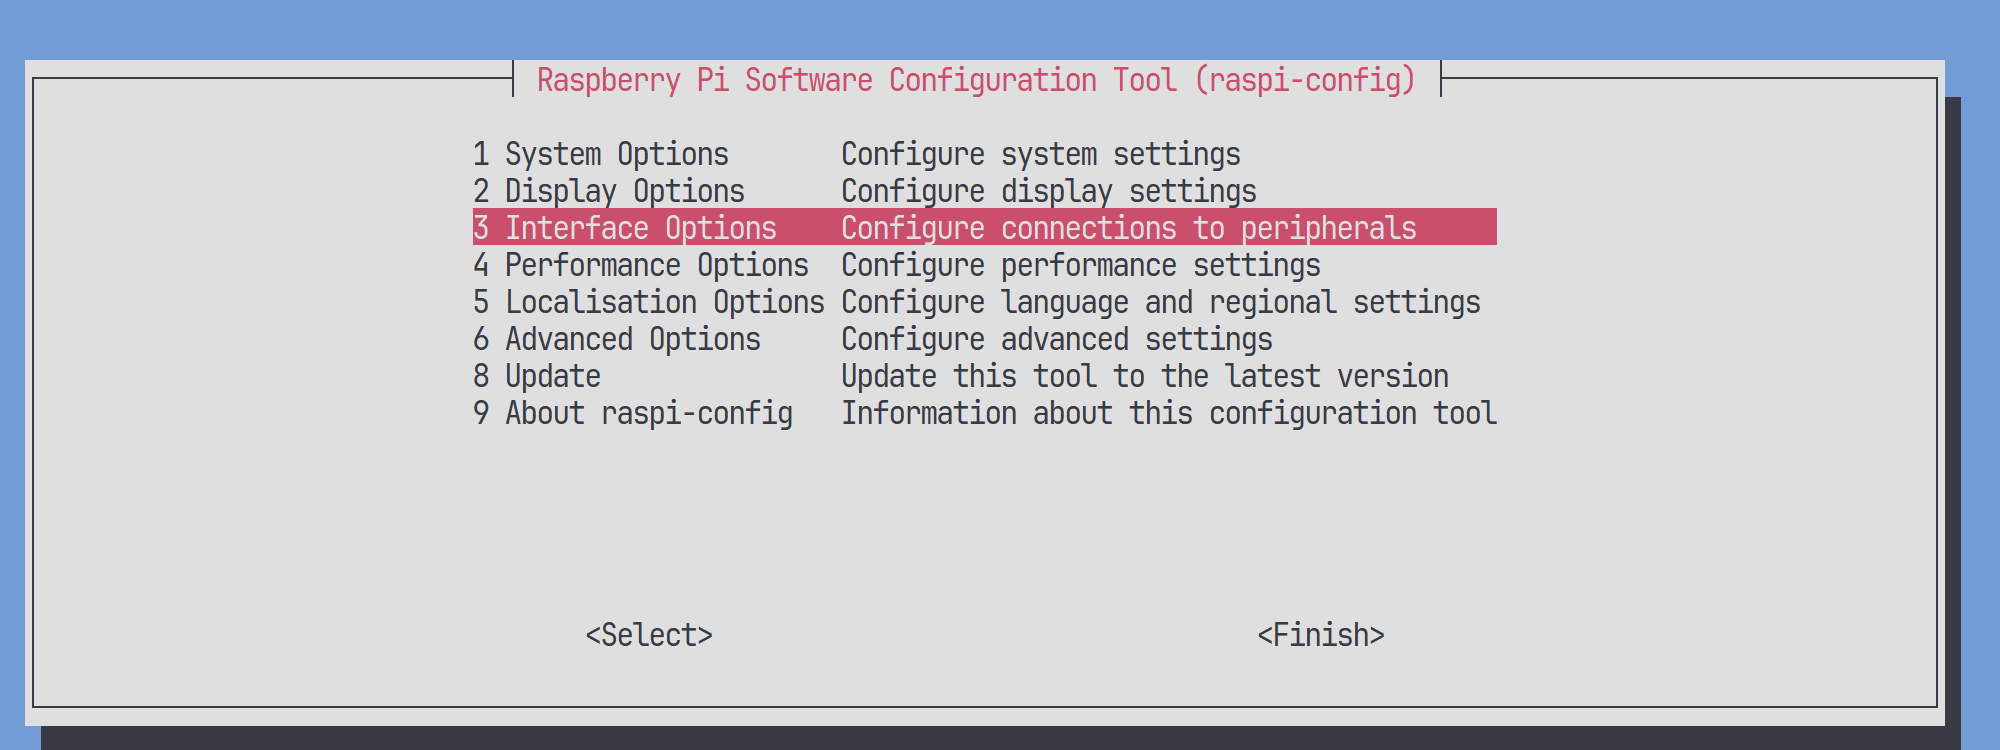 Raspberry Pi Software Configuration Tool (raspi-config)
1 System Options       Configure system settings
2 Display Options      Configure display settings
3 Interface Options    Configure connections to peripherals
4 Performance Options  Configure performance settings
5 Localisation Options Configure language and regional settings
6 Advanced Options     Configure advanced settings
8 Update               Update this tool to the latest version
9 About raspi-config   Information about this configuration tool
<Select>                                  <Finish>